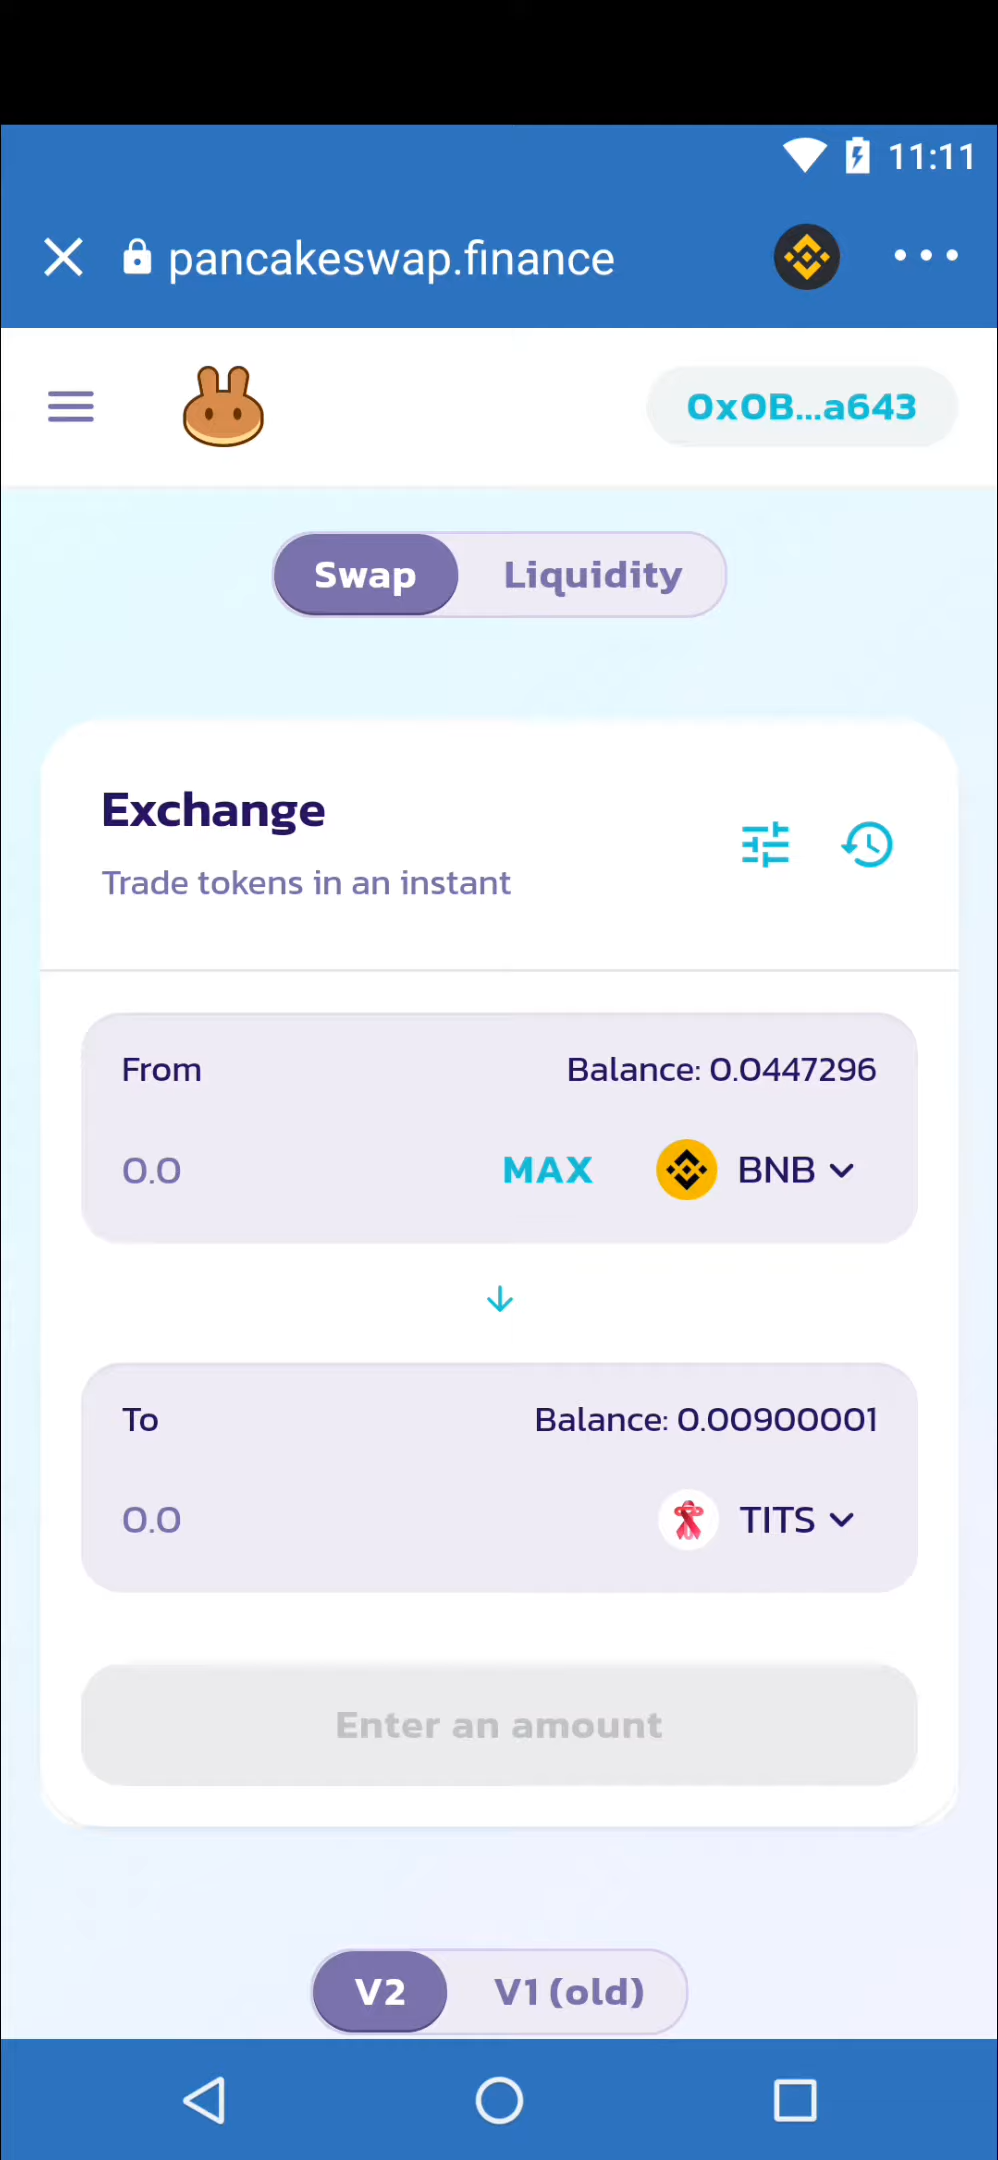 11:11
pancakeswap.finance
0x0B...a643
Swap Liquidity
Exchange
Trade tokens in an instant
From Balance: 0.0447296
0.0 MAX BNB
To Balance: 0.00900001
0.0 TITS
Enter an amount
V2 V1 (old)